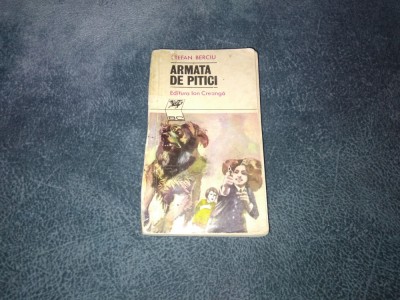 ȘTEFAN BERCIU
ARMATA
DE PITICI
Editura Ion Creangă